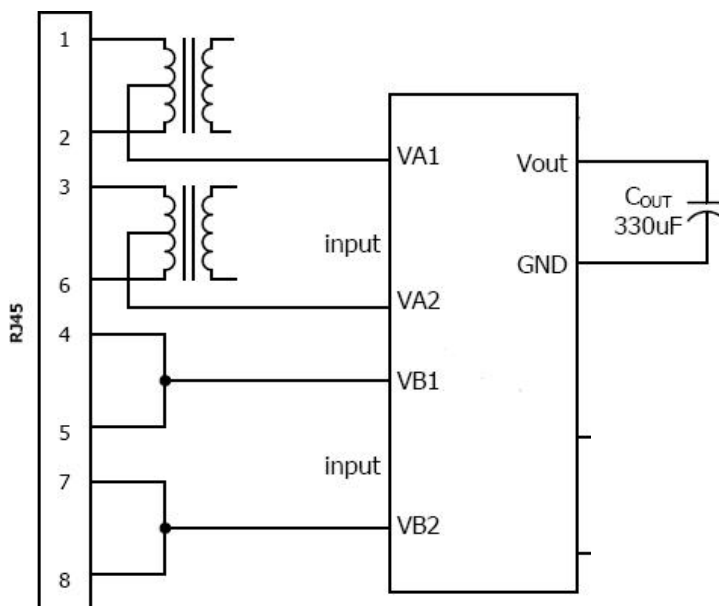 1
2
3
6
4
5
7
8
RJ45
VA1
input
VA2
VB1
input
VB2
Vout
GND
COUT
330uF